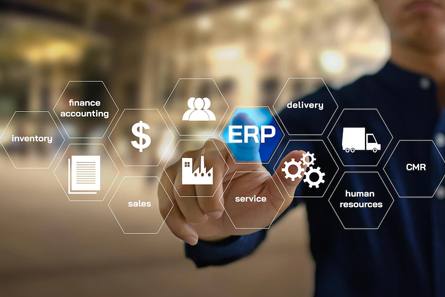 finance
accounting
delivery
inventory
$
ERP
CMR
sales
service
human
resources